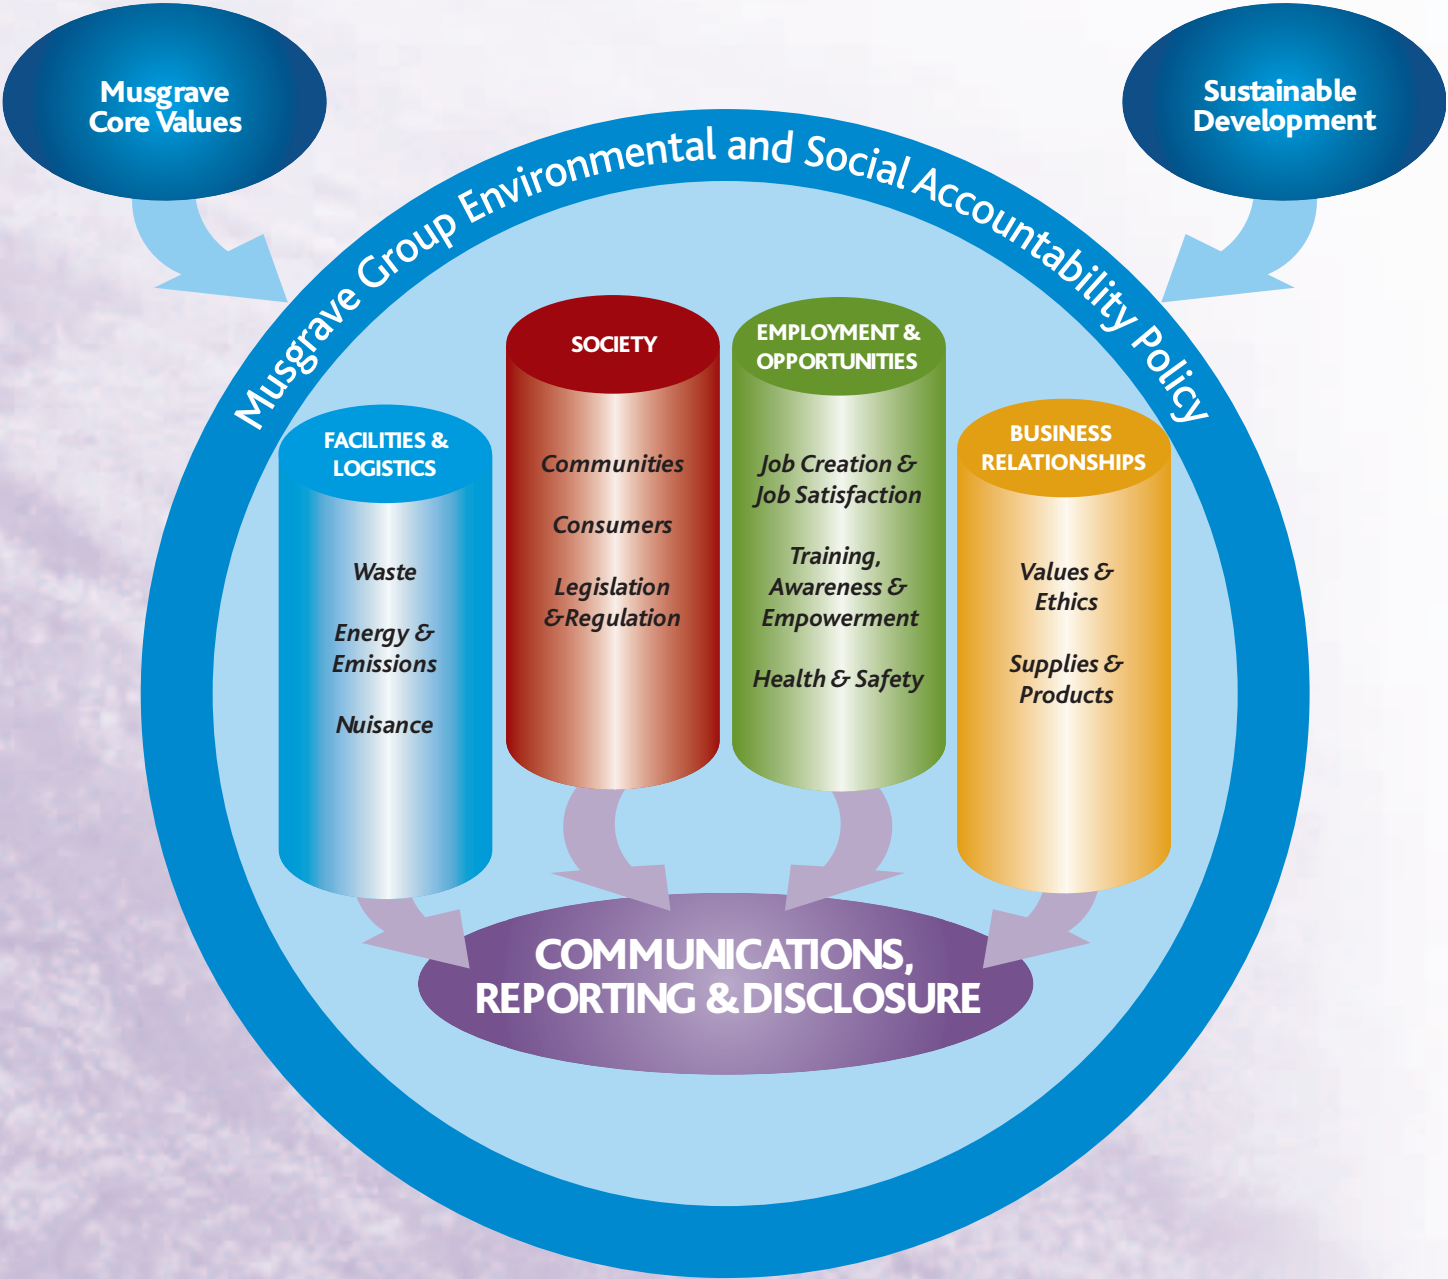 Musgrave
Core Values
Sustainable
Development
Musgrave Group Environmental and Social Accountability Policy
FACILITIES &
LOGISTICS
Waste
Energy &
Emissions
Nuisance
SOCIETY
Communities
Consumers
Legislation
&Regulation
EMPLOYMENT &
OPPORTUNITIES
Job Creation &
Job Satisfaction
Training,
Awareness &
Empowerment
Health & Safety
BUSINESS
RELATIONSHIPS
Values &
Ethics
Supplies &
Products
COMMUNICATIONS,
REPORTING & DISCLOSURE